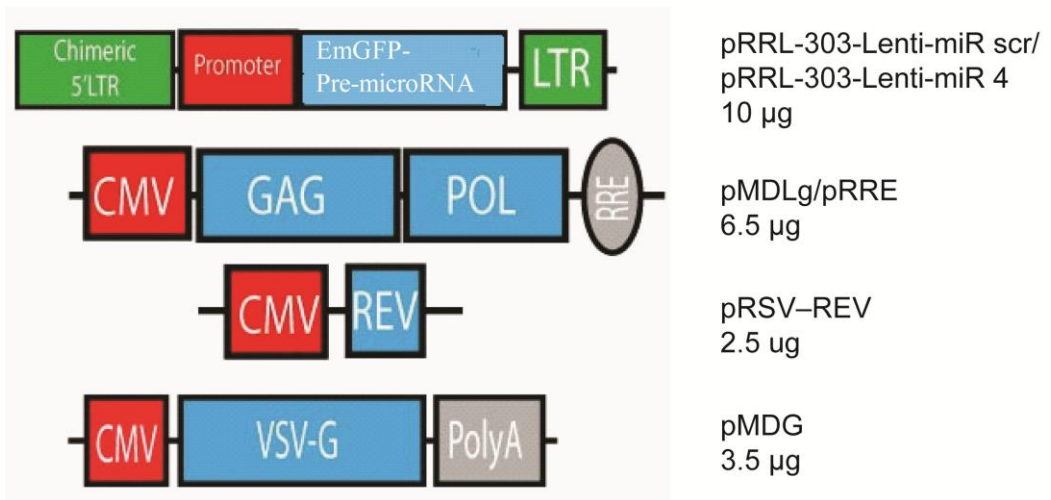 Chimeric
5'LTR
Promoter
EmGFP-
Pre-microRNA
LTR
pRRL-303-Lenti-miR scr/
pRRL-303-Lenti-miR 4
10 µg
CMV
GAG
POL
RRE
pMDLg/pRRE
6.5 µg
CMV
REV
pRSV–REV
2.5 ug
CMV
VSV-G
PolyA
pMDG
3.5 µg